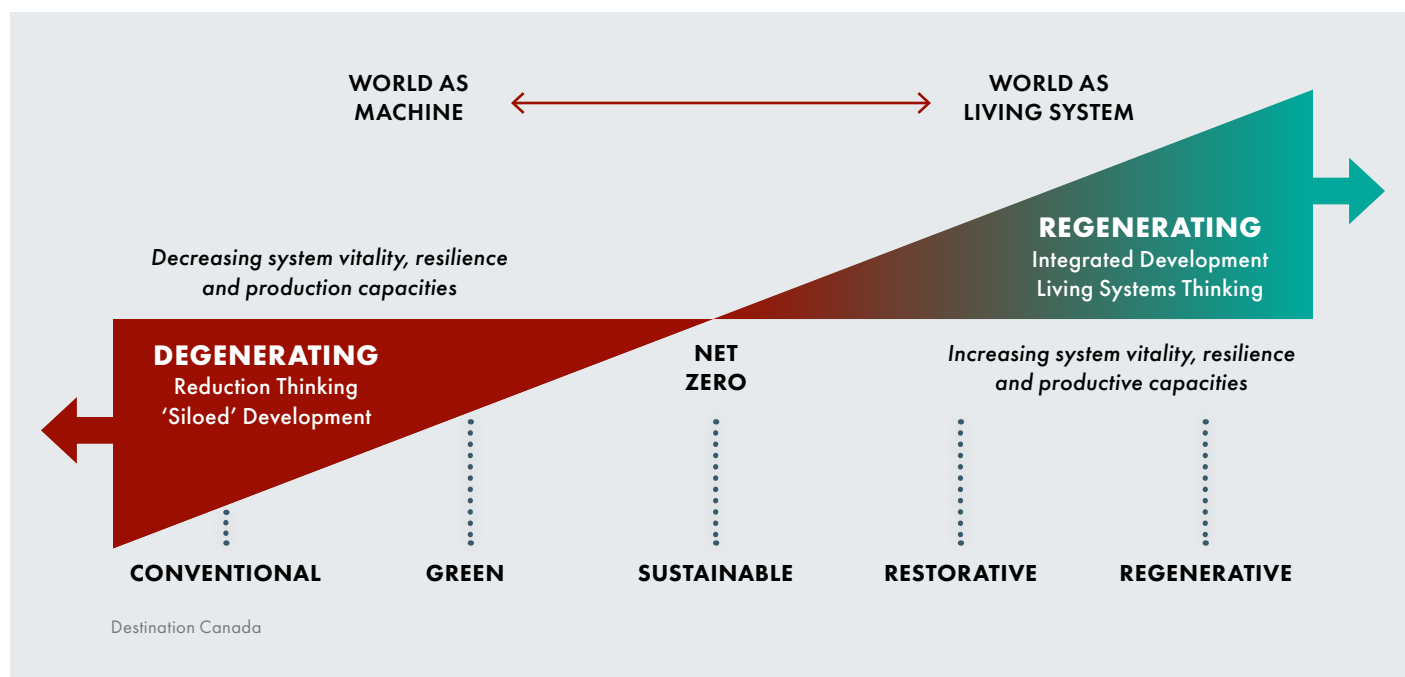 WORLD AS
MACHINE
WORLD AS
LIVING SYSTEM
Decreasing system vitality, resilience
and production capacities
REGENERATING
Integrated Development
Living Systems Thinking
DEGENERATING
Reduction Thinking
‘Siloed’ Development
NET
ZERO
Increasing system vitality, resilience
and productive capacities
CONVENTIONAL
GREEN
SUSTAINABLE
RESTORATIVE
REGENERATIVE
Destination Canada